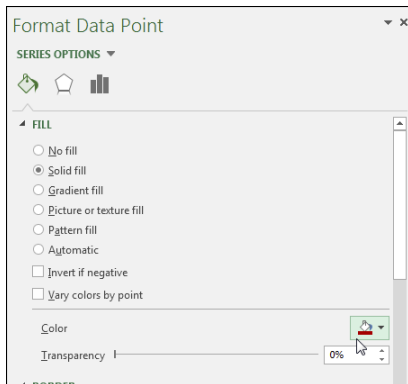 Format Data Point
SERIES OPTIONS
FILL
No fill
Solid fill
Gradient fill
Picture or texture fill
Pattern fill
Automatic
Invert if negative
Vary colors by point
Color
Transparency 0%
BORDER